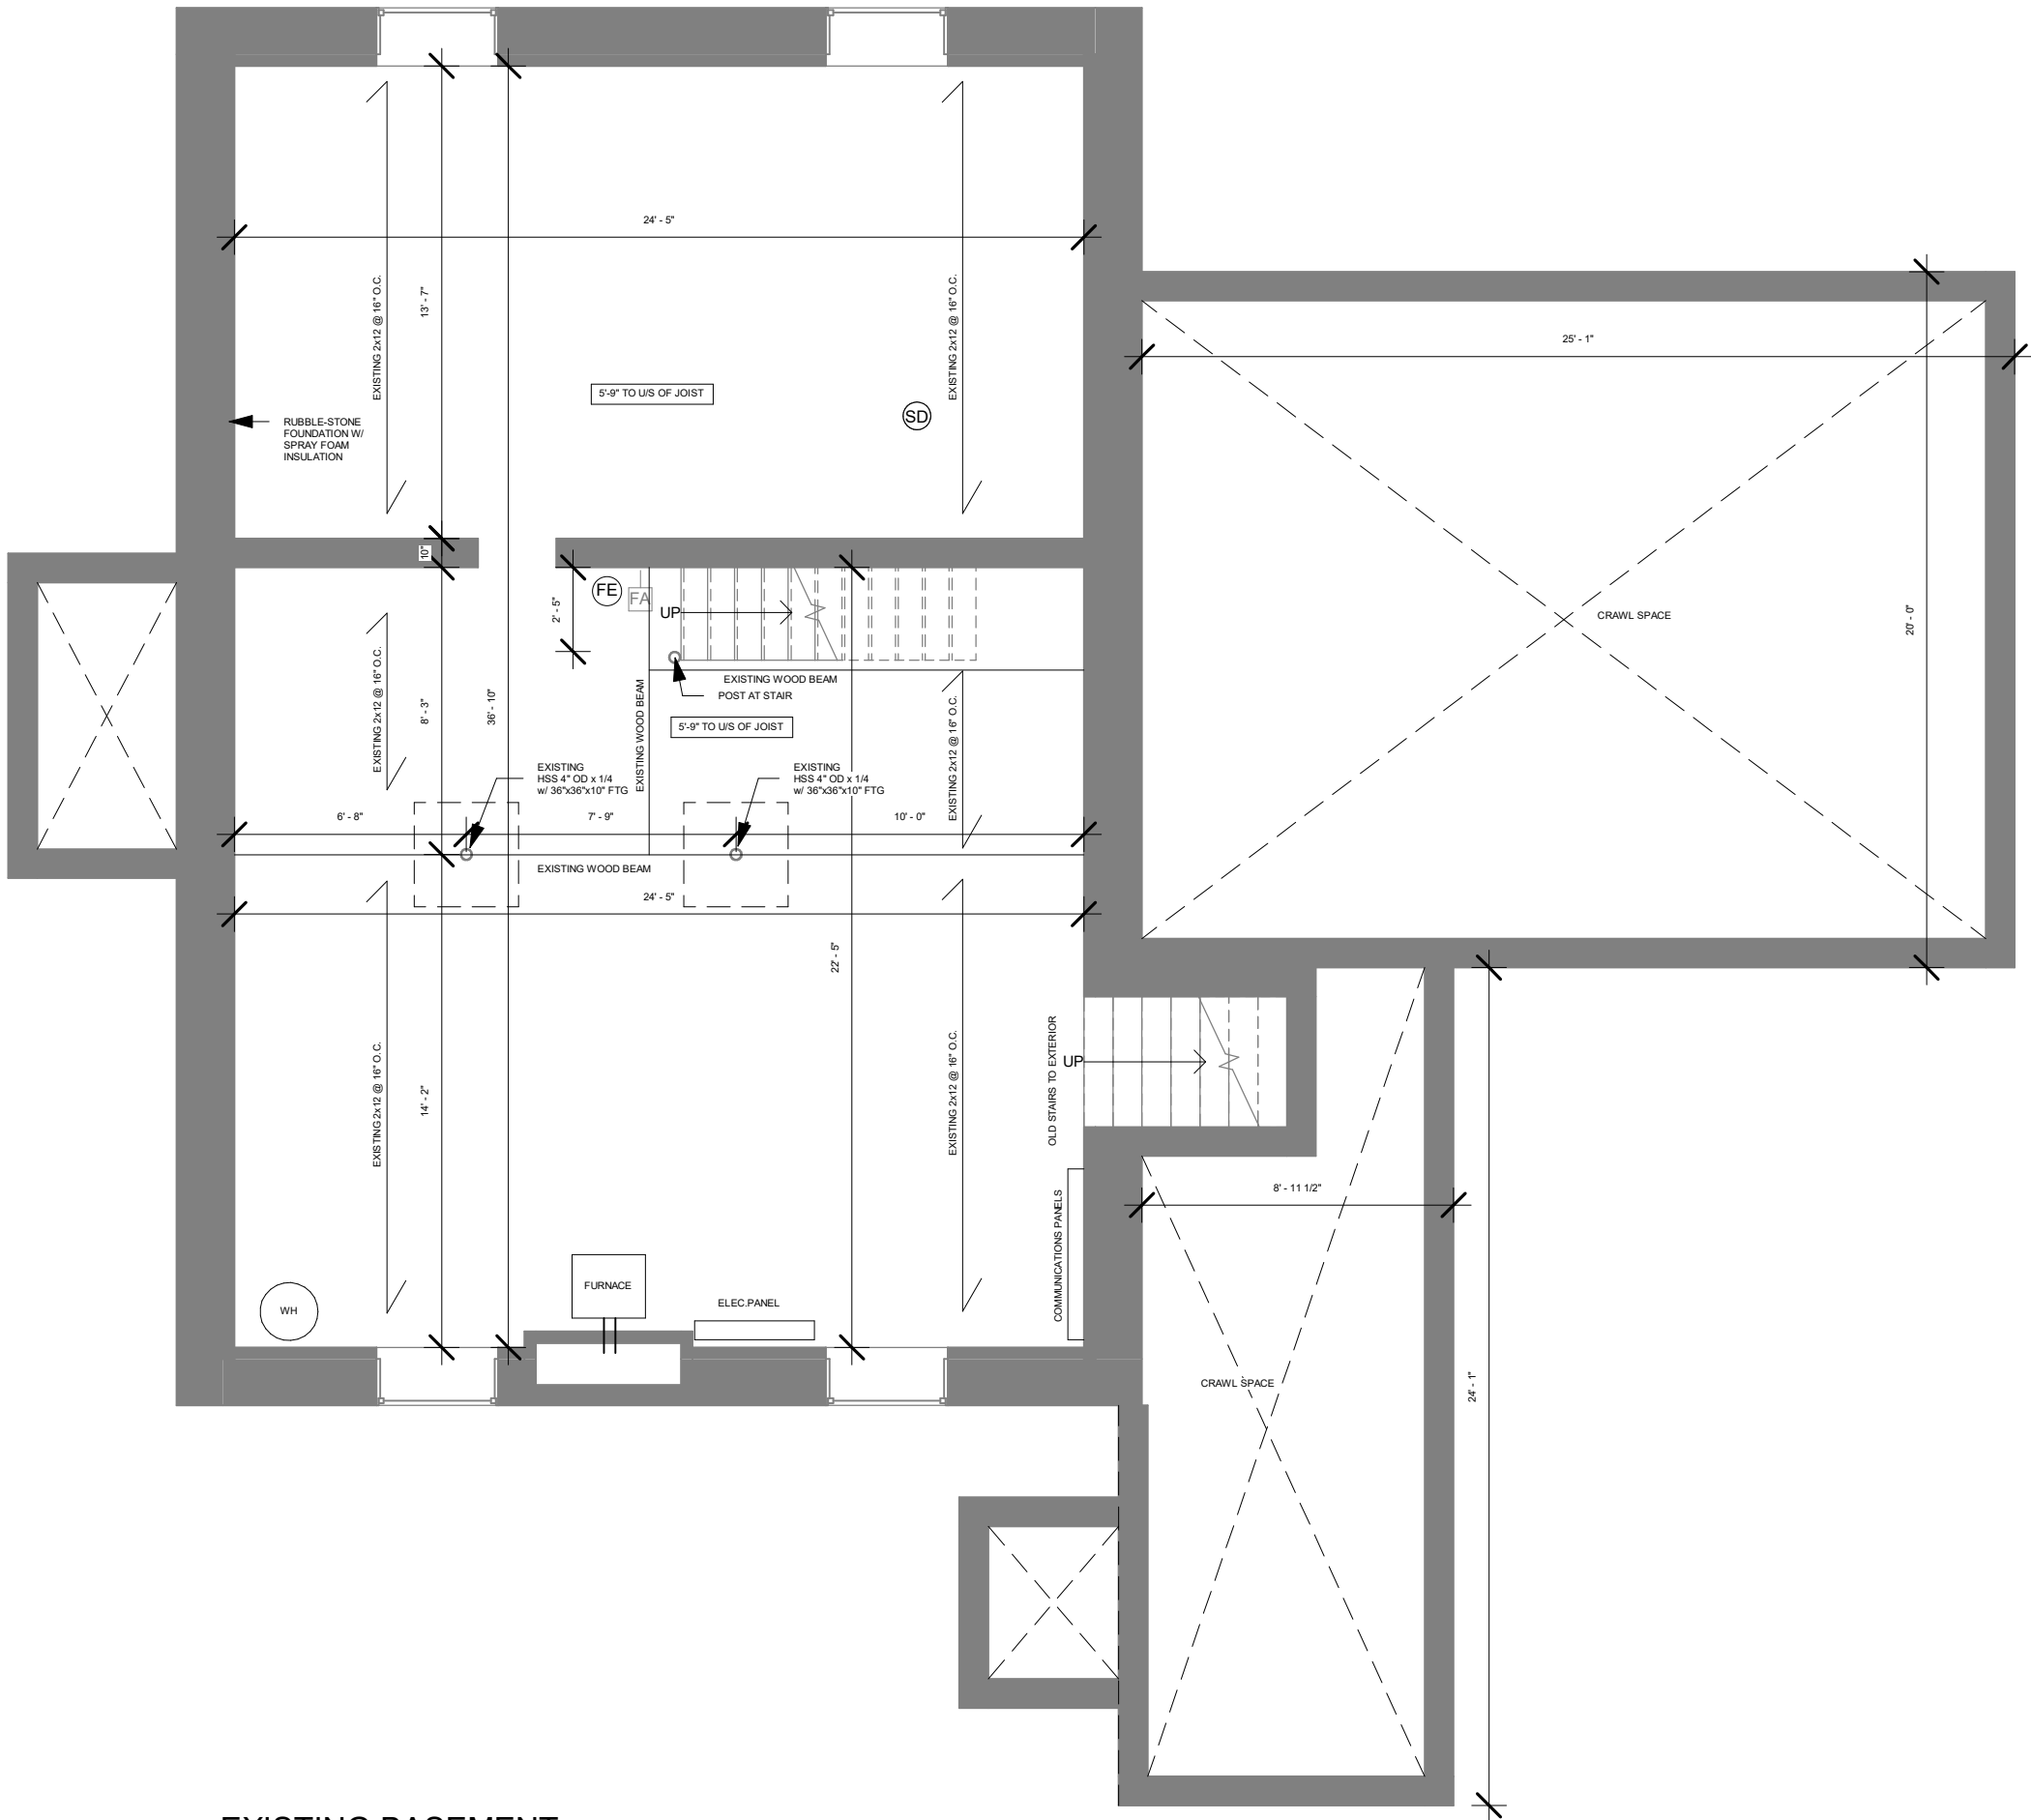 24' - 5"
EXISTING 2x12 @ 16" O.C.
13' - 7"
EXISTING 2x12 @ 16" O.C.
25' - 1"
5'-9" TO U/S OF JOIST
SD
RUBBLE-STONE
FOUNDATION W/
SPRAY FOAM
INSULATION
10"
FE
FA
2' - 5"
UP
CRAWL SPACE
20' - 0"
EXISTING WOOD BEAM
POST AT STAIR
EXISTING 2x12 @ 16" O.C.
8' - 3"
36' - 10"
EXISTING WOOD BEAM
5'-9" TO U/S OF JOIST
EXISTING 2x12 @ 16" O.C.
EXISTING
HSS 4" OD x 1/4
w/ 36"x36"x10" FTG
EXISTING
HSS 4" OD x 1/4
w/ 36"x36"x10" FTG
6' - 8"
7' - 9"
10' - 0"
EXISTING WOOD BEAM
24' - 5"
22' - 5"
EXISTING 2x12 @ 16" O.C.
14' - 2"
EXISTING 2x12 @ 16" O.C.
OLD STAIRS TO EXTERIOR
UP
8' - 11 1/2"
COMMUNICATIONS PANELS
FURNACE
WH
ELEC.PANEL
CRAWL SPACE
24' - 1"
EXISTING BASEMENT